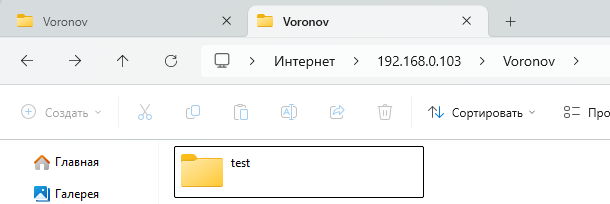 Voronov
Voronov
Интернет
192.168.0.103
Voronov
Создать
Сортировать
Про
test
Главная
Галерея